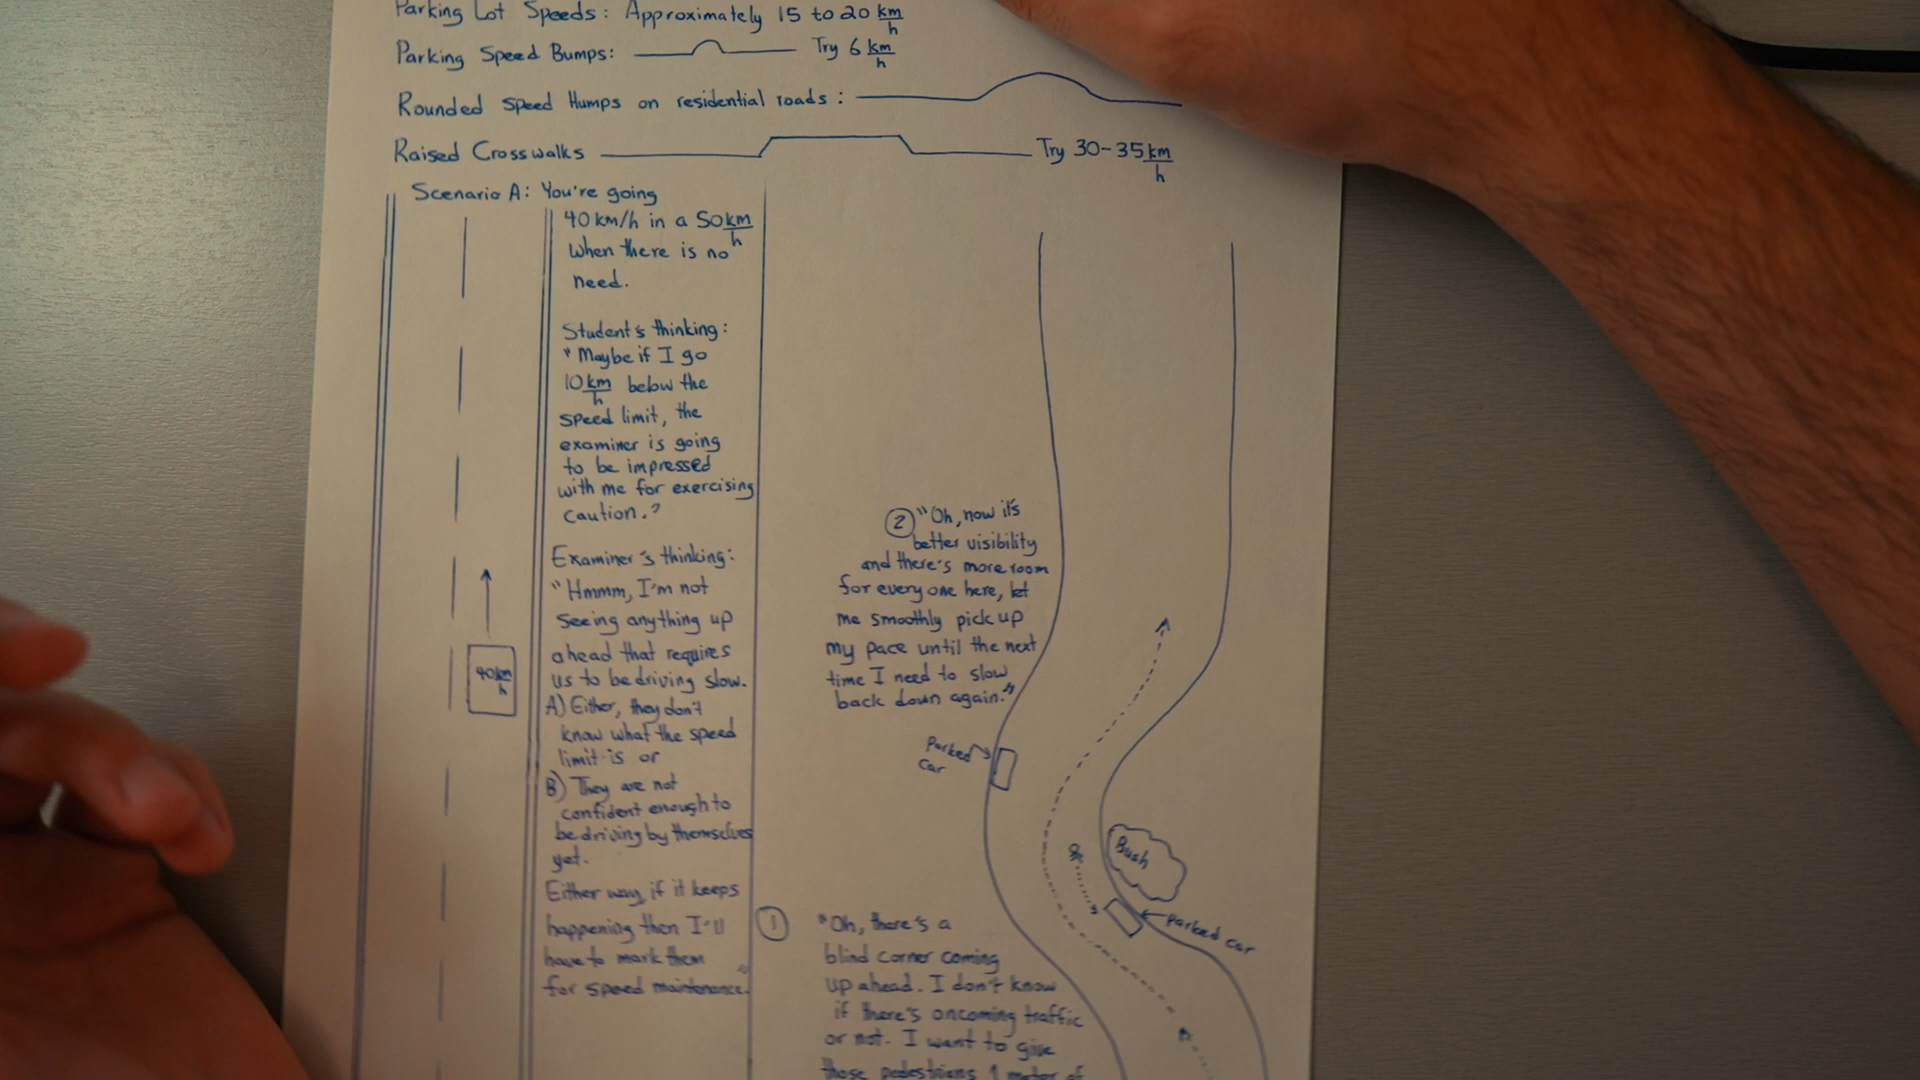 Parking Lot Speeds: Approximately 15 to 20 km/h
Parking Speed Bumps: Try 6 km/h
Rounded Speed Humps on residential roads:
Raised Crosswalks Try 30-35 km/h
Scenario A: You're going
40 km/h in a 50 km/h
when there is no
need.
Student's thinking:
"Maybe if I go
10 km/h below the
speed limit, the
examiner is going
to be impressed
with me for exercising
caution."
Examiner's thinking:
"Hmmm, I'm not
seeing anything up
ahead that requires
us to be driving slow.
A) Either, they don't
know what the speed
limit is or
B) They are not
confident enough to
be driving by themselves
yet.
Either way, if it keeps
happening then I'll
have to mark them
for speed maintenance."
40 km/h
2 "Oh, now it's
better visibility
and there's more room
for everyone here, let
me smoothly pick up
my pace until the next
time I need to slow
back down again."
Parked
car
Bush
parked car
1 "Oh, there's a
blind corner coming
up ahead. I don't know
if there's oncoming traffic
or not. I want to give
those pedestrians 1 meter of